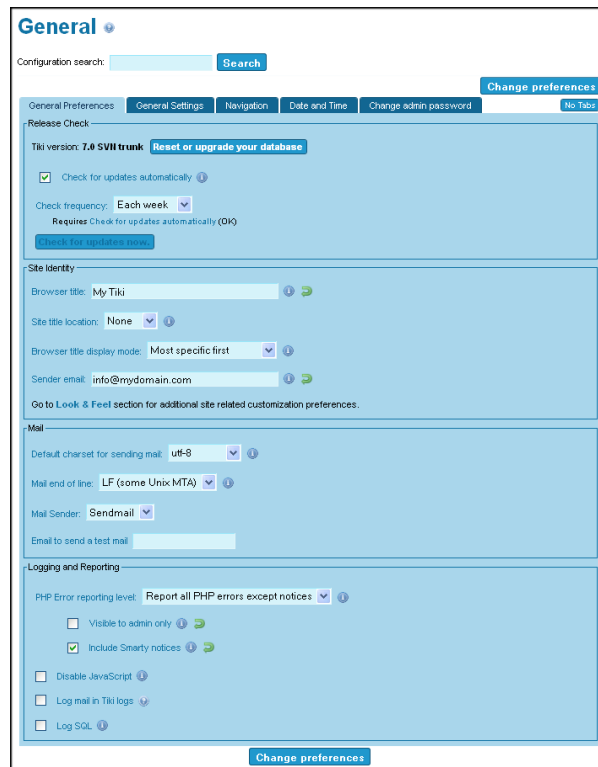 General
Configuration search: Search
Change preferences
General Preferences General Settings Navigation Date and Time Change admin password No Tabs
Release Check
Tiki version: 7.0 SVN trunk Reset or upgrade your database
Check for updates automatically
Check frequency: Each week
Requires Check for updates automatically (OK)
Check for updates now.
Site Identity
Browser title: My Tiki
Site title location: None
Browser title display mode: Most specific first
Sender email: info@mydomain.com
Go to Look & Feel section for additional site related customization preferences.
Mail
Default charset for sending mail: utf-8
Mail end of line: LF (some Unix MTA)
Mail Sender: Sendmail
Email to send a test mail
Logging and Reporting
PHP Error reporting level: Report all PHP errors except notices
Visible to admin only
Include Smarty notices
Disable JavaScript
Log mail in Tiki logs
Log SQL
Change preferences